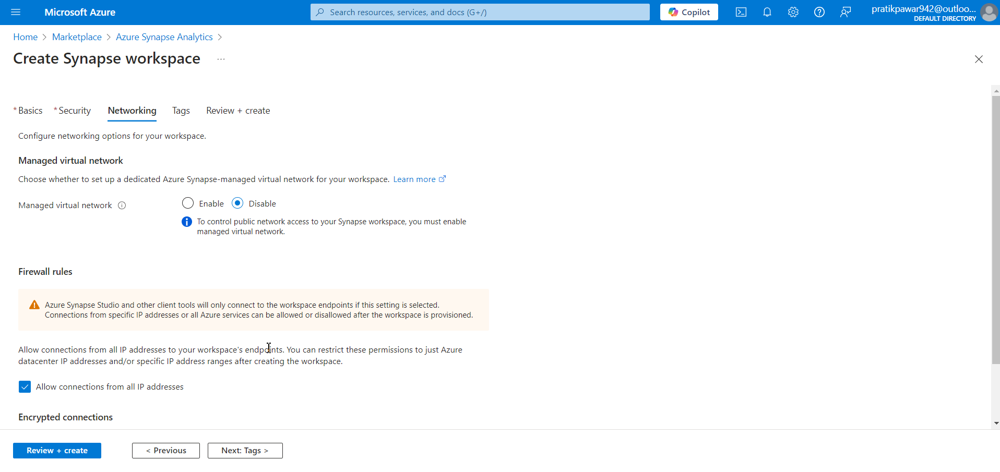 Microsoft Azure
Search resources, services, and docs (G+/)
Copilot
pratikpawar942@outloo...
DEFAULT DIRECTORY
Home > Marketplace > Azure Synapse Analytics >
Create Synapse workspace ...
* Basics * Security Networking Tags Review + create
Configure networking options for your workspace.
Managed virtual network
Choose whether to set up a dedicated Azure Synapse-managed virtual network for your workspace. Learn more
Managed virtual network
Enable Disable
To control public network access to your Synapse workspace, you must enable
managed virtual network.
Firewall rules
Azure Synapse Studio and other client tools will only connect to the workspace endpoints if this setting is selected.
Connections from specific IP addresses or all Azure services can be allowed or disallowed after the workspace is provisioned.
Allow connections from all IP addresses to your workspace's endpoints. You can restrict these permissions to just Azure
datacenter IP addresses and/or specific IP address ranges after creating the workspace.
Allow connections from all IP addresses
Encrypted connections
Review + create
< Previous
Next: Tags >